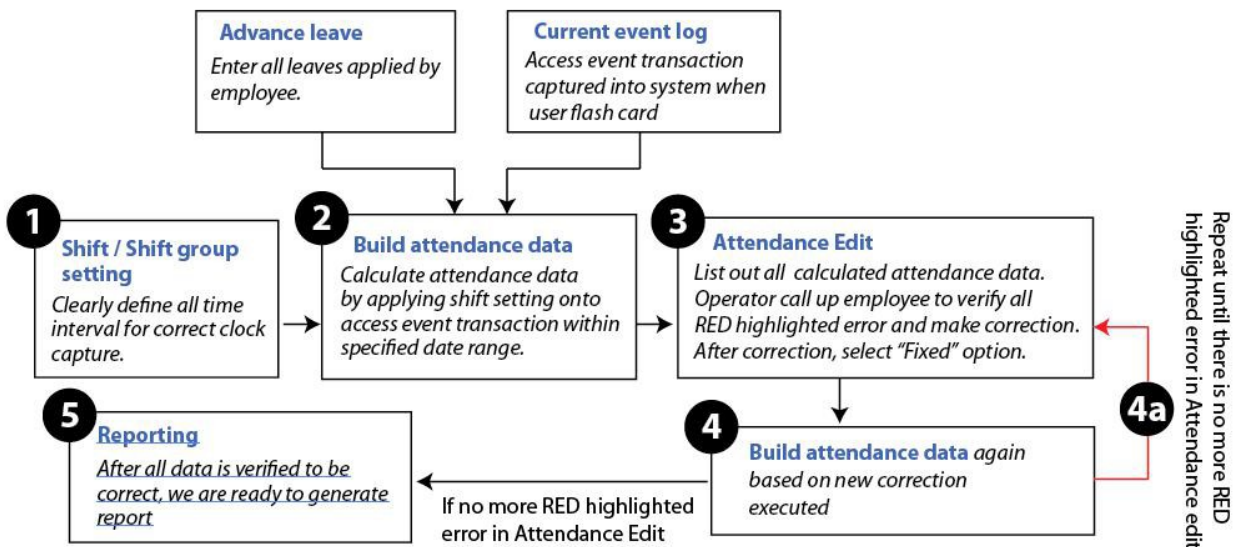 Advance leave
Enter all leaves applied by
employee.
Current event log
Access event transaction
captured into system when
user flash card
1
Shift / Shift group
setting
Clearly define all time
interval for correct clock
capture.
2
Build attendance data
Calculate attendance data
by applying shift setting onto
access event transaction within
specified date range.
3
Attendance Edit
List out all calculated attendance data.
Operator call up employee to verify all
RED highlighted error and make correction.
After correction, select “Fixed” option.
4
Build attendance data again
based on new correction
executed
4a
Repeat until there is no more RED
highlighted error in Attendance edit
If no more RED highlighted
error in Attendance Edit
5
Reporting
After all data is verified to be
correct, we are ready to generate
report